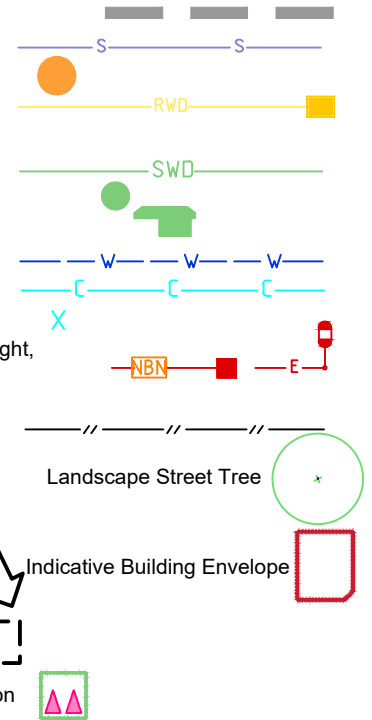 S S
RWD
SWD
W W W
C C C
X
ght,
NBN E
// // //
Landscape Street Tree
Indicative Building Envelope
on